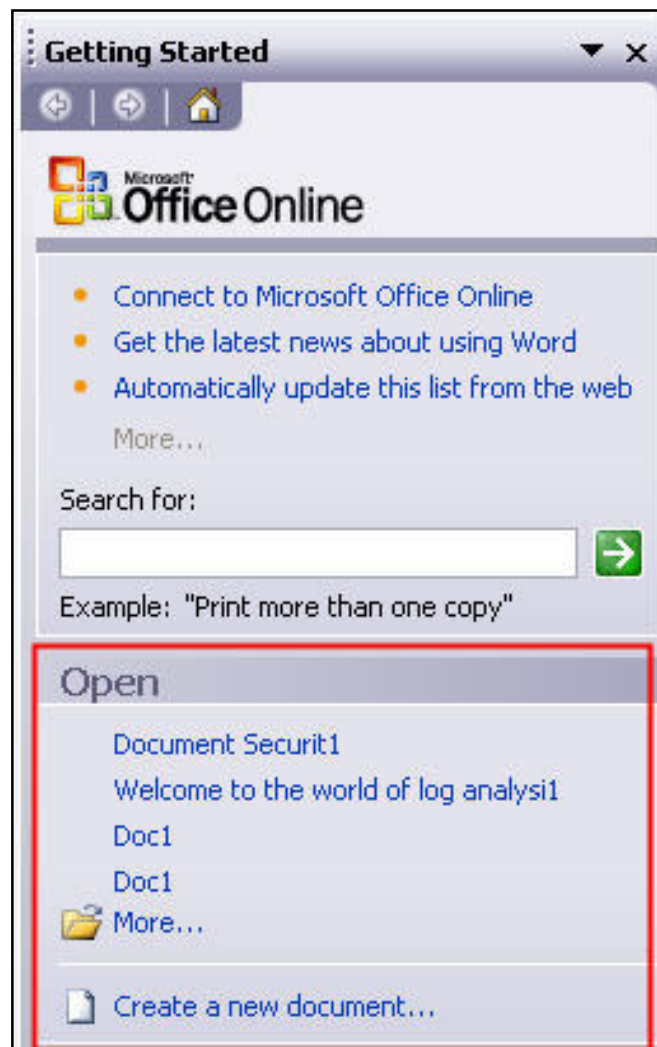 Getting Started
Microsoft
Office Online
Connect to Microsoft Office Online
Get the latest news about using Word
Automatically update this list from the web
More...
Search for:
Example: "Print more than one copy"
Open
Document Securit1
Welcome to the world of log analysi1
Doc1
Doc1
More...
Create a new document...